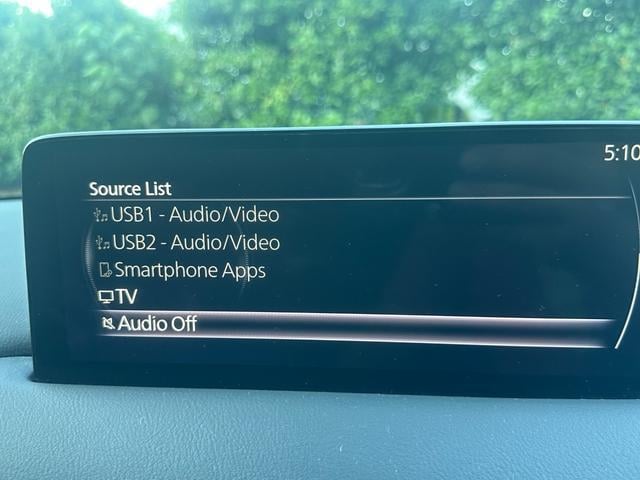 5:10
Source List
USB1 - Audio/Video
USB2 - Audio/Video
Smartphone Apps
TV
Audio Off